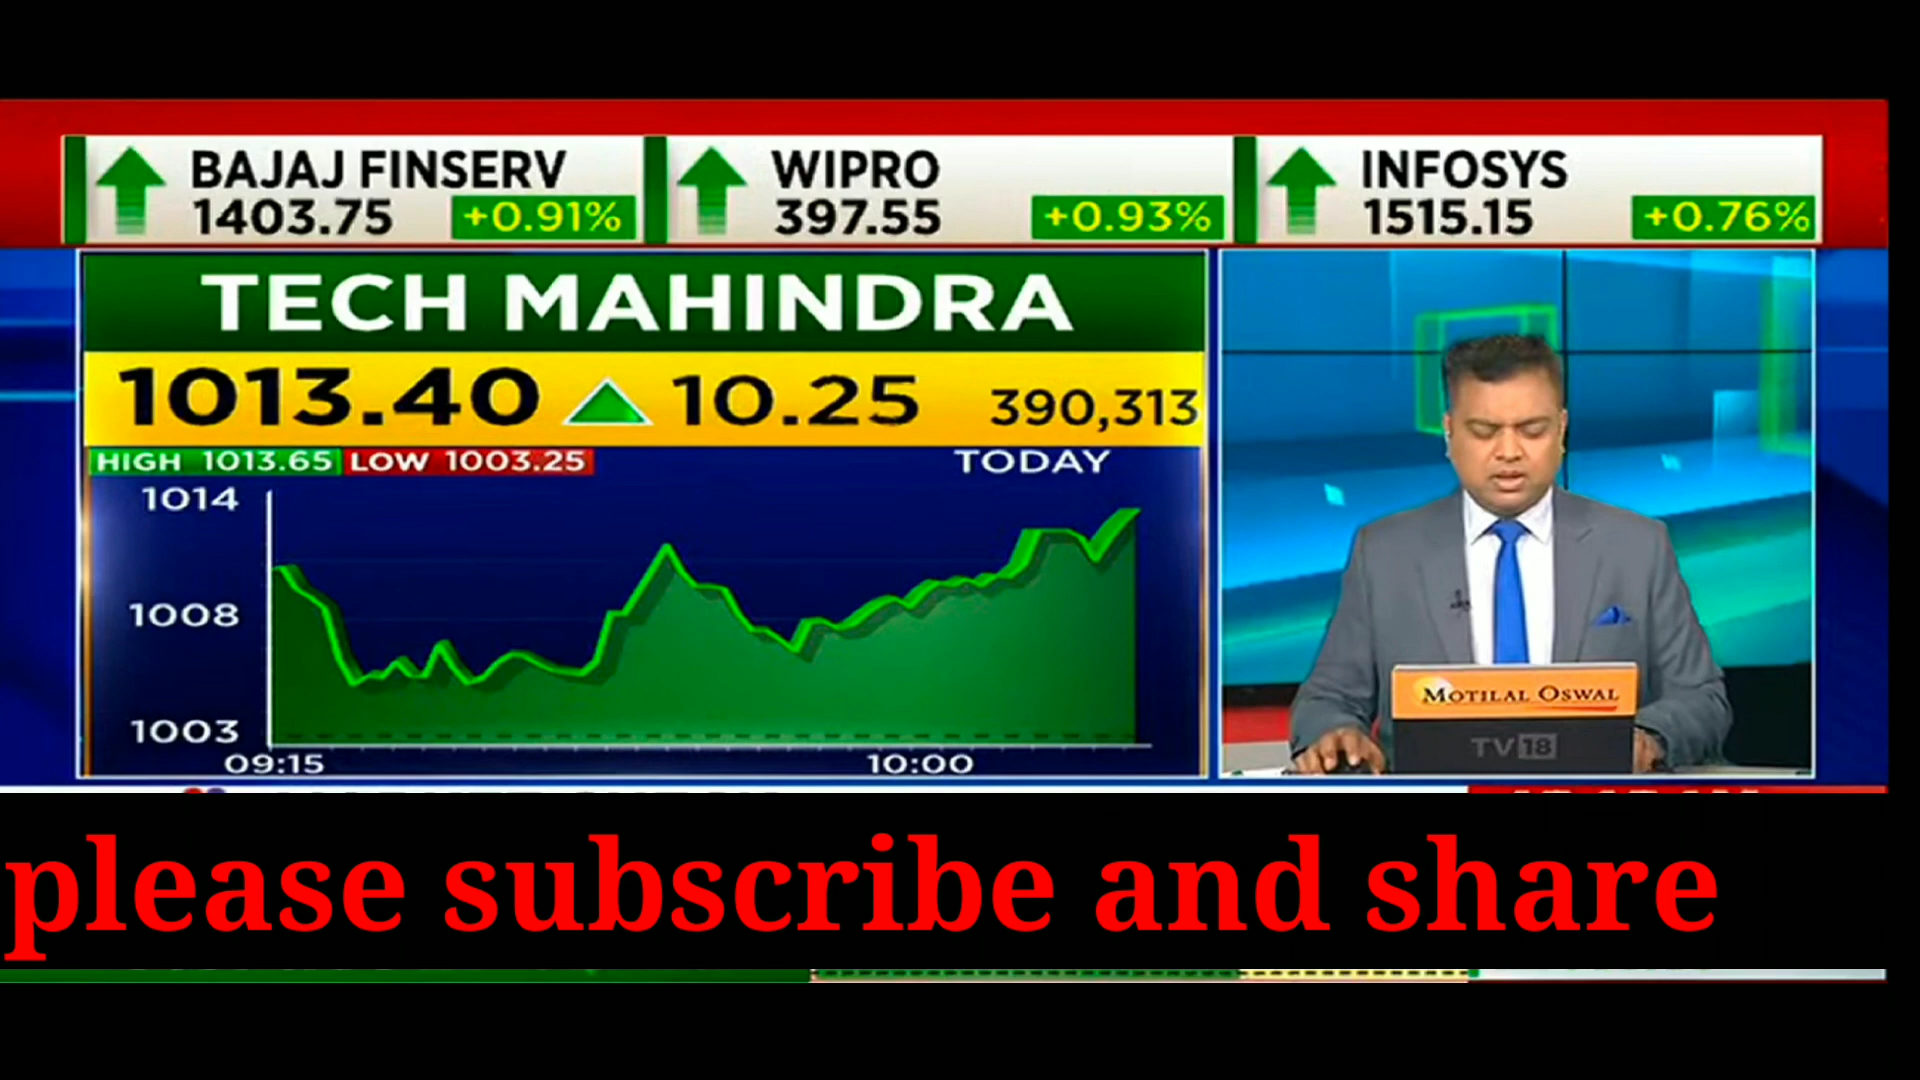 BAJAJ FINSERV
1403.75 +0.91%
WIPRO
397.55 +0.93%
INFOSYS
1515.15 +0.76%
TECH MAHINDRA
1013.40 10.25 390,313
HIGH 1013.65 LOW 1003.25 TODAY
1014
1008
1003
09:15 10:00
MOTILAL OSWAL
TV18
please subscribe and share